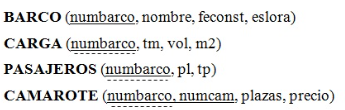 BARCO (numbarco, nombre, feconst, eslora)
CARGA (numbarco, tm, vol, m2)
PASAJEROS (numbarco, pl, tp)
CAMAROTE (numbarco, numcam, plazas, precio)